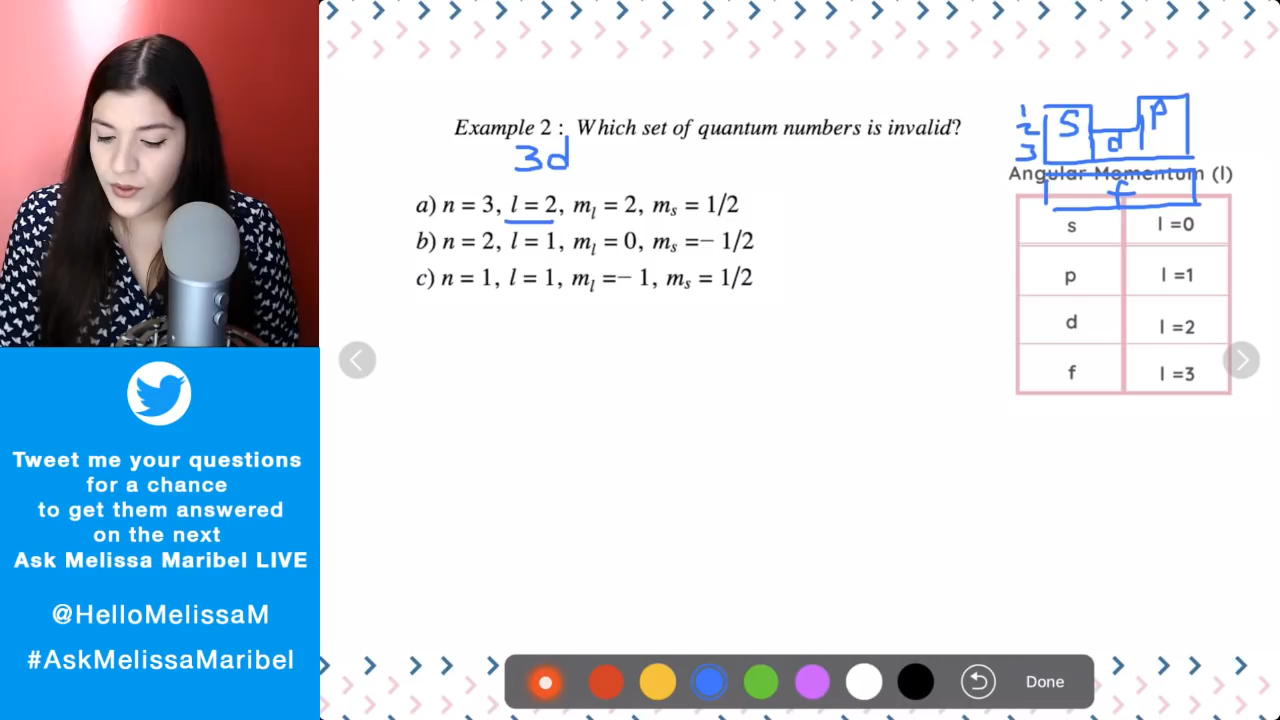 Example 2 : Which set of quantum numbers is invalid?
3d
a) n = 3, l = 2, mₗ = 2, mₛ = 1/2
b) n = 2, l = 1, mₗ = 0, mₛ =− 1/2
c) n = 1, l = 1, mₗ =− 1, mₛ = 1/2
1
2
3
S
d
P
f
Angular Momentum (l)
s l =0
p l =1
d l =2
f l =3
Tweet me your questions
for a chance
to get them answered
on the next
Ask Melissa Maribel LIVE
@HelloMelissaM
#AskMelissaMaribel
Done